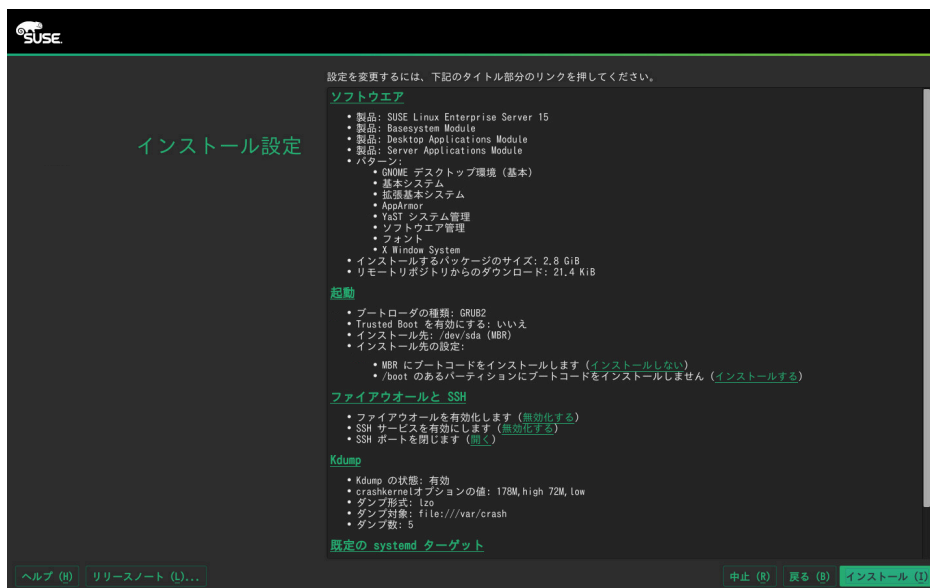 SUSE
設定を変更するには、下記のタイトル部分のリンクを押してください。
インストール設定
ソフトウエア
• 製品: SUSE Linux Enterprise Server 15
• 製品: Basesystem Module
• 製品: Desktop Applications Module
• 製品: Server Applications Module
• パターン:
• GNOME デスクトップ環境 (基本)
• 基本システム
• 拡張基本システム
• AppArmor
• YaST システム管理
• ソフトウエア管理
• フォント
• X Window System
• インストールするパッケージのサイズ: 2.8 GiB
• リモートリポジトリからのダウンロード: 21.4 KiB
起動
• ブートローダの種類: GRUB2
• Trusted Boot を有効にする: いいえ
• インストール先: /dev/sda (MBR)
• インストール先の設定:
• MBR にブートコードをインストールします (インストールしない)
• /boot のあるパーティションにブートコードをインストールしません (インストールする)
ファイアウオールと SSH
• ファイアウオールを有効化します (無効化する)
• SSH サービスを有効にします (無効化する)
• SSH ポートを閉じます (開く)
Kdump
• Kdump の状態: 有効
• crashkernelオプションの値: 178M,high 72M,low
• ダンプ形式: lzo
• ダンプ対象: file:///var/crash
• ダンプ数: 5
既定の systemd ターゲット
ヘルプ (H) リリースノート (L)... 中止 (R) 戻る (B) インストール (I)